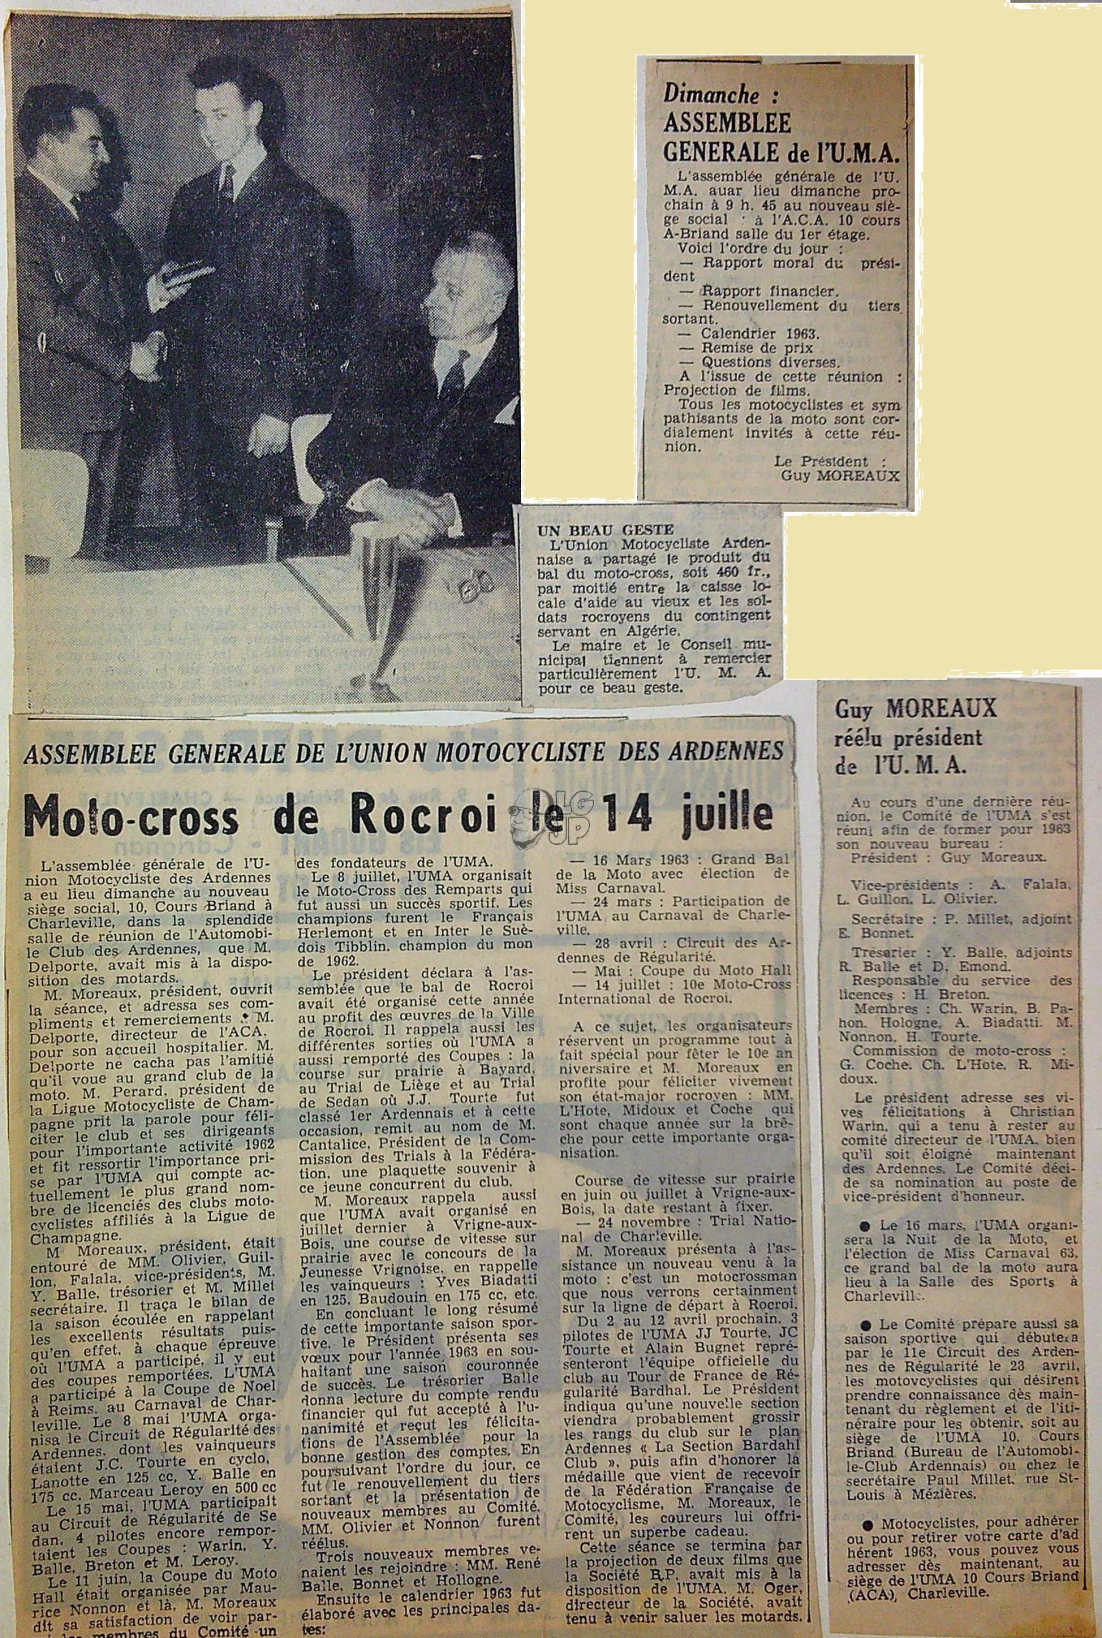 Dimanche :
ASSEMBLEE
GENERALE de l'U.M.A.
L'assemblée générale de l'U.
M.A. auar lieu dimanche pro-
chain à 9 h. 45 au nouveau siè-
ge social : à l'A.C.A. 10 cours
A-Briand salle du 1er étage.
Voici l'ordre du jour :
— Rapport moral du prési-
dent
— Rapport financier.
— Renouvellement du tiers
sortant.
— Calendrier 1963.
— Remise de prix
— Questions diverses.
A l'issue de cette réunion :
Projection de films.
Tous les motocyclistes et sym
pathisants de la moto sont cor-
dialement invités à cette réu-
nion.
Le Président :
Guy MOREAUX
UN BEAU GESTE
L'Union Motocycliste Arden-
naise a partagé le produit du
bal du moto-cross, soit 460 fr.,
par moitié entre la caisse lo-
cale d'aide au vieux et les sol-
dats rocroyens du contingent
servant en Algérie.
Le maire et le Conseil mu-
nicipal tiennent à remercier
particulièrement l'U. M. A.
pour ce beau geste.
ASSEMBLEE GENERALE DE L'UNION MOTOCYCLISTE DES ARDENNES
Moto-cross de Rocroi le 14 juille
LG
JP
L'assemblée générale de l'U-
nion Motocycliste des Ardennes
a eu lieu dimanche au nouveau
siège social, 10, Cours Briand à
Charleville, dans la splendide
salle de réunion de l'Automobi-
le Club des Ardennes, que M.
Delporte, avait mis à la dispo-
sition des motards.
M. Moreaux, président, ouvrit
la séance, et adressa ses com-
pliments et remerciements à M.
Delporte, directeur de l'ACA,
pour son accueil hospitalier. M.
Delporte ne cacha pas l'amitié
qu'il voue au grand club de la
moto. M. Perard, président de
la Ligue Motocycliste de Cham-
pagne prit la parole pour féli-
citer le club et ses dirigeants
pour l'importante activité 1962
et fit ressortir l'importance pri-
se par l'UMA qui compte ac-
tuellement le plus grand nom-
bre de licenciés des clubs moto-
cyclistes affiliés à la Ligue de
Champagne.
M Moreaux, président, était
entouré de MM. Olivier, Guil-
lon, Falala, vice-présidents, M.
Y. Balle, trésorier et M. Millet
secrétaire. Il traça le bilan de
la saison écoulée en rappelant
les excellents résultats puis-
qu'en effet, à chaque épreuve
où l'UMA a participé, il y eut
des coupes remportées. L'UMA
a participé à la Coupe de Noel
à Reims, au Carnaval de Char-
leville. Le 8 mai l'UMA orga-
nisa le Circuit de Régularité des
Ardennes, dont les vainqueurs
étaient J.C. Tourte en cyclo,
Lanotte en 125 cc, Y. Balle en
175 cc, Marceau Leroy en 500 cc
Le 15 mai, l'UMA participait
au Circuit de Régularité de Se
dan, 4 pilotes encore rempor-
taient les Coupes : Warin, Y.
Balle, Breton et M. Leroy.
Le 11 juin, la Coupe du Moto
Hall était organisée par Mau-
rice Nonnon et là, M. Moreaux
dit sa satisfaction de voir par-
mi les membres du Comité un
des fondateurs de l'UMA.
Le 8 juillet, l'UMA organisait
le Moto-Cross des Remparts qui
fut aussi un succès sportif. Les
champions furent le Français
Herlemont et en Inter le Sué-
dois Tibblin, champion du mon
de 1962.
Le président déclara à l'as-
semblée que le bal de Rocroi
avait été organisé cette année
au profit des œuvres de la Ville
de Rocroi. Il rappela aussi les
différentes sorties où l'UMA a
aussi remporté des Coupes : la
course sur prairie à Bayard,
au Trial de Liège et au Trial
de Sedan où J.J. Tourte fut
classé 1er Ardennais et à cette
occasion, remit au nom de M.
Cantalice, Président de la Com-
mission des Trials à la Fédéra-
tion, une plaquette souvenir à
ce jeune concurrent du club.
M. Moreaux rappela aussi
que l'UMA avait organisé en
juillet dernier à Vrigne-aux-
Bois, une course de vitesse sur
prairie avec le concours de la
Jeunesse Vrignoise, en rappelle
les vainqueurs : Yves Biadatti
en 125, Baudouin en 175 cc, etc.
En concluant le long résumé
de cette importante saison spor-
tive, le Président présenta ses
vœux pour l'année 1963 en sou-
haitant une saison couronnée
de succès. Le trésorier Balle
donna lecture du compte rendu
financier qui fut accepté à l'u-
nanimité et reçut les félicita-
tions de l'Assemblée pour la
bonne gestion des comptes. En
poursuivant l'ordre du jour, ce
fut le renouvellement du tiers
sortant et la présentation de
nouveaux membres au Comité.
MM. Olivier et Nonnon furent
réélus.
Trois nouveaux membres ve-
naient les rejoindre : MM. René
Balle, Bonnet et Hollogne.
Ensuite le calendrier 1963 fut
élaboré avec les principales da-
tes:
— 16 Mars 1963 : Grand Bal
de la Moto avec élection de
Miss Carnaval.
— 24 mars : Participation de
l'UMA au Carnaval de Charle-
ville.
— 28 avril : Circuit des Ar-
dennes de Régularité.
— Mai : Coupe du Moto Hall
— 14 juillet : 10e Moto-Cross
International de Rocroi.
A ce sujet, les organisateurs
réservent un programme tout à
fait spécial pour fêter le 10e an
niversaire et M. Moreaux en
profite pour féliciter vivement
son état-major rocroyen : MM.
L'Hote, Midoux et Coche qui
sont chaque année sur la brê-
che pour cette importante orga-
nisation.
Course de vitesse sur prairie
en juin ou juillet à Vrigne-aux-
Bois, la date restant à fixer.
— 24 novembre : Trial Natio-
nal de Charleville.
M. Moreaux présenta à l'as-
sistance un nouveau venu à la
moto : c'est un motocrossman
que nous verrons certainement
sur la ligne de départ à Rocroi.
Du 2 au 12 avril prochain, 3
pilotes de l'UMA JJ Tourte, JC
Tourte et Alain Bugnet repré-
senteront l'équipe officielle du
club au Tour de France de Ré-
gularité Bardhal. Le Président
indiqua qu'une nouvelle section
viendra probablement grossir
les rangs du club sur le plan
Ardennes « La Section Bardahl
Club », puis afin d'honorer la
médaille que vient de recevoir
de la Fédération Française de
Motocyclisme, M. Moreaux, le
Comité, les coureurs lui offri-
rent un superbe cadeau.
Cette séance se termina par
la projection de deux films que
la Société B.P. avait mis à la
disposition de l'UMA. M. Oger,
directeur de la Société, avait
tenu à venir saluer les motards.
Guy MOREAUX
réélu président
de l'U. M. A.
Au cours d'une dernière réu-
nion, le Comité de l'UMA s'est
réuni afin de former pour 1963
son nouveau bureau :
Président : Guy Moreaux.
Vice-présidents : A. Falala,
L. Guillon, L. Olivier.
Secrétaire : P. Millet, adjoint
E. Bonnet.
Trésorier : Y. Balle, adjoints
R. Balle et D. Emond.
Responsable du service des
licences : H. Breton.
Membres : Ch. Warin, B. Pa-
hon, Hologne, A. Biadatti, M.
Nonnon, H. Tourte.
Commission de moto-cross :
G. Coche, Ch. L'Hote, R. Mi-
doux.
Le président adresse ses vi-
ves félicitations à Christian
Warin, qui a tenu à rester au
comité directeur de l'UMA, bien
qu'il soit éloigné maintenant
des Ardennes. Le Comité déci-
de sa nomination au poste de
vice-président d'honneur.
● Le 16 mars, l'UMA organi-
sera la Nuit de la Moto, et
l'élection de Miss Carnaval 63,
ce grand bal de la moto aura
lieu à la Salle des Sports à
Charleville.
● Le Comité prépare aussi sa
saison sportive qui débutera
par le 11e Circuit des Arden-
nes de Régularité le 28 avril,
les motocyclistes qui désirent
prendre connaissance dès main-
tenant du règlement et de l'iti-
néraire pour les obtenir, soit au
siège de l'UMA 10, Cours
Briand (Bureau de l'Automobi-
le-Club Ardennais) ou chez le
secrétaire Paul Millet, rue St-
Louis à Mézières.
● Motocyclistes, pour adhérer
ou pour retirer votre carte d'ad
hérent 1963, vous pouvez vous
adresser dès maintenant, au
siège de l'UMA 10 Cours Briand
(ACA), Charleville.